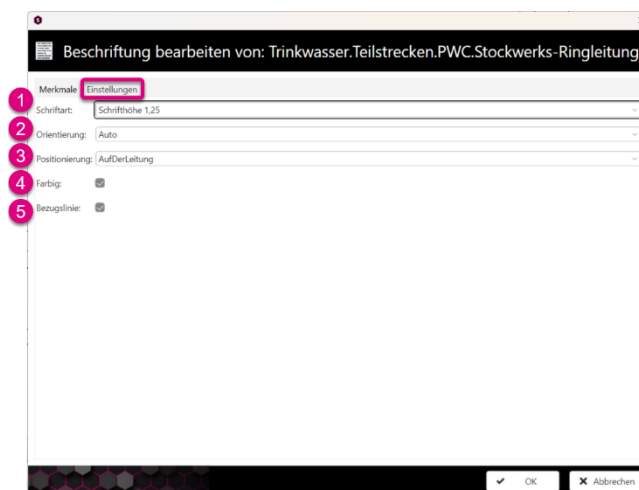 Beschriftung bearbeiten von: Trinkwasser.Teilstrecken.PWC.Stockwerks-Ringleitung
Merkmale Einstellungen
1 Schriftart: Schrifthöhe 1,25
2 Orientierung: Auto
3 Positionierung: AufDerLeitung
4 Farbig:
5 Bezugslinie:
OK Abbrechen